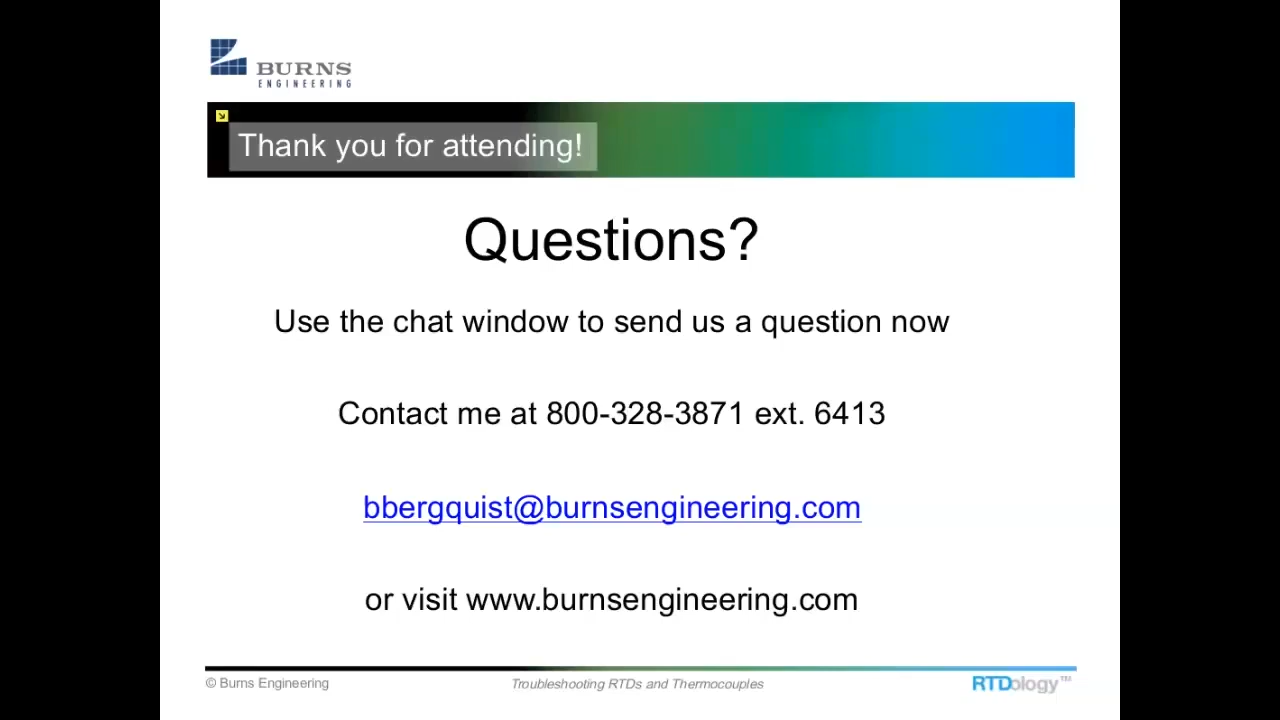 BURNS
ENGINEERING
Thank you for attending!
Questions?
Use the chat window to send us a question now
Contact me at 800-328-3871 ext. 6413
bbergquist@burnsengineering.com
or visit www.burnsengineering.com
© Burns Engineering
Troubleshooting RTDs and Thermocouples
RTDology™